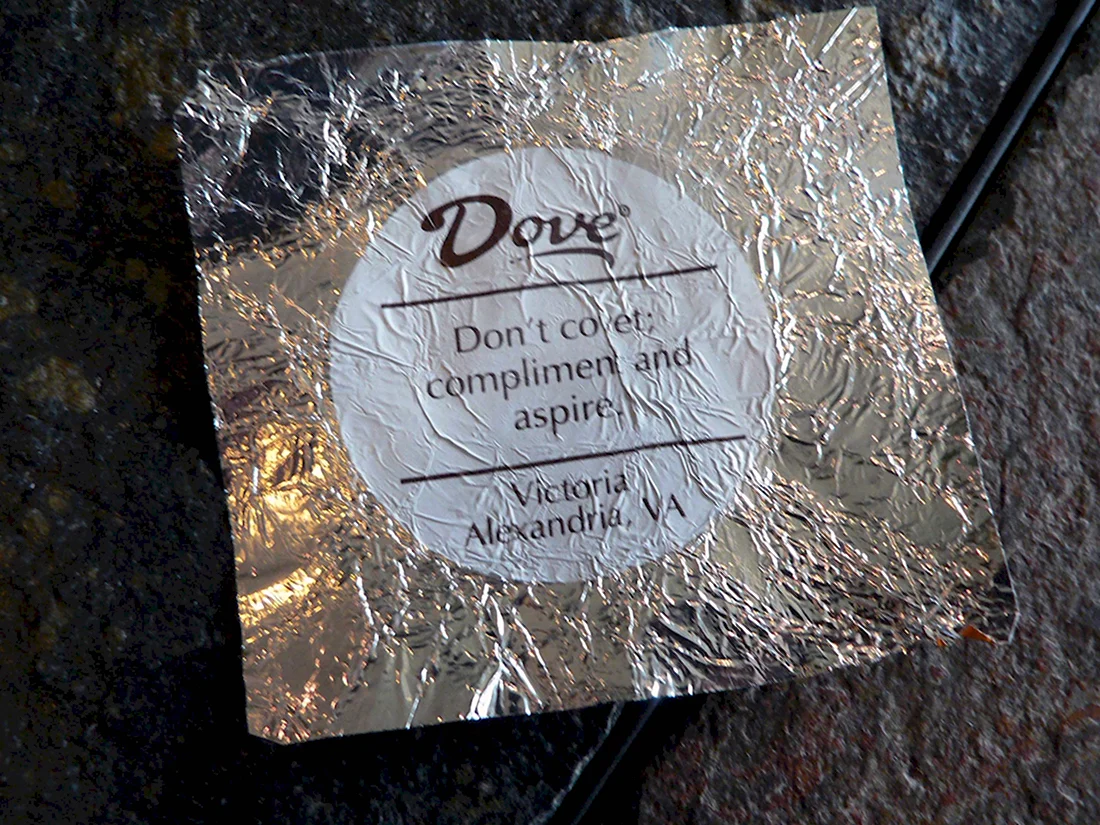 Dove®
Don't covet;
compliment and
aspire.
Victoria
Alexandria, VA